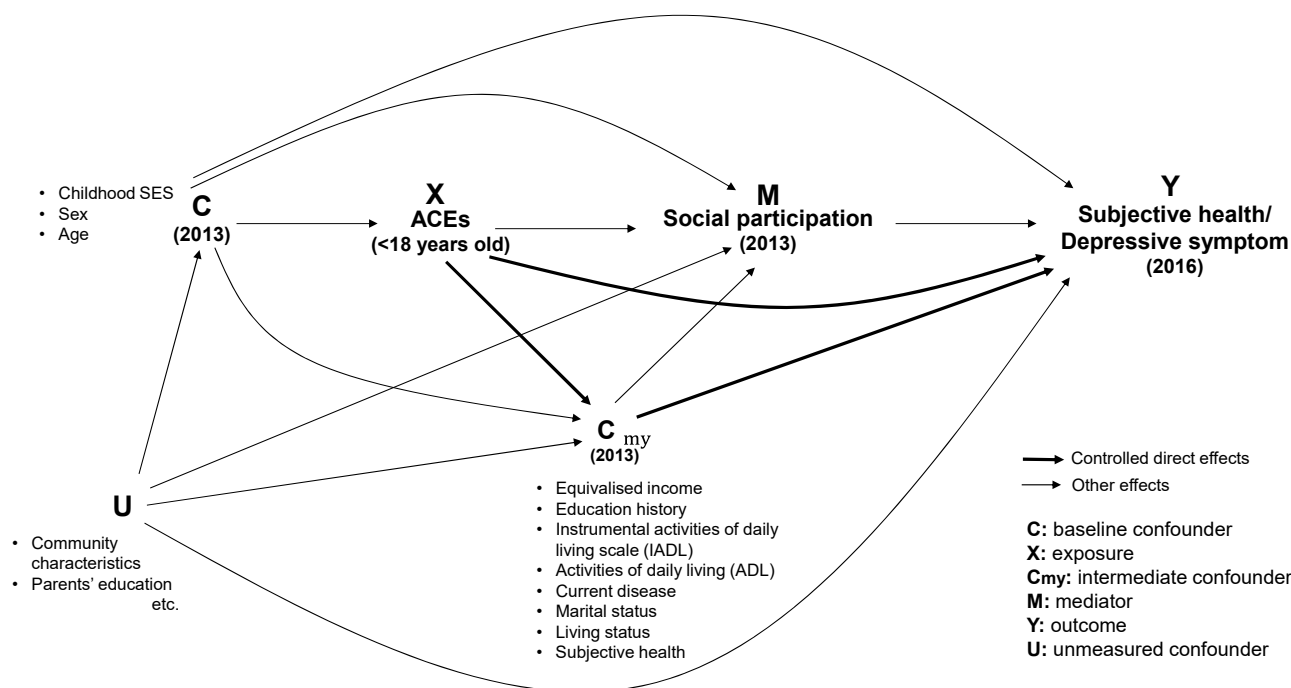 • Childhood SES
• Sex
• Age
C
(2013)
X
ACEs
(<18 years old)
M
Social participation
(2013)
Y
Subjective health/
Depressive symptom
(2016)
C my
(2013)
• Equivalised income
• Education history
• Instrumental activities of daily
living scale (IADL)
• Activities of daily living (ADL)
• Current disease
• Marital status
• Living status
• Subjective health
U
• Community
characteristics
• Parents' education
etc.
Controlled direct effects
Other effects
C: baseline confounder
X: exposure
Cmy: intermediate confounder
M: mediator
Y: outcome
U: unmeasured confounder